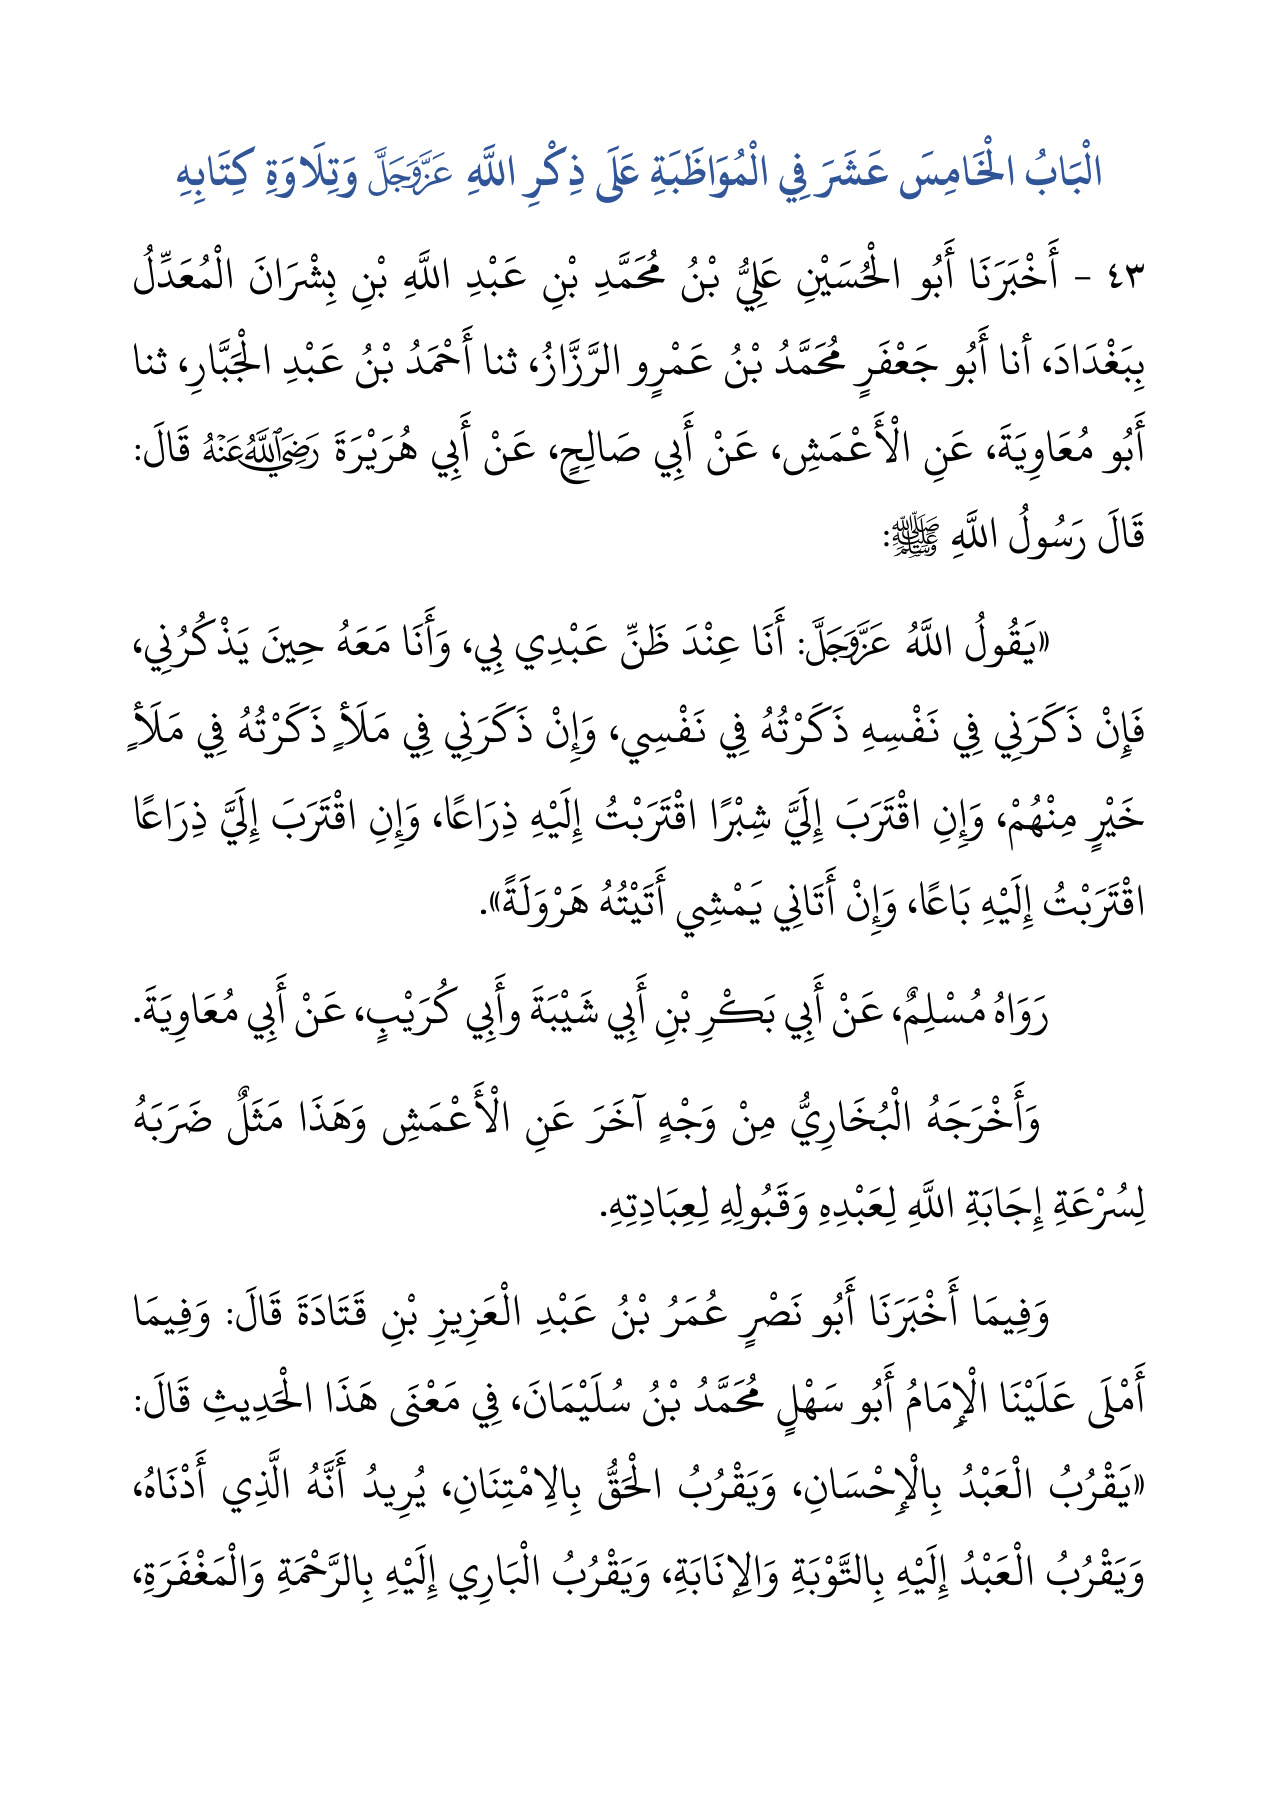 الْبَابُ الْخَامِسَ عَشَرَ فِي الْمُوَاظَبَةِ عَلَى ذِكْرِ اللَّهِ عَزَّوَجَلَّ وَتِلَاوَةِ كِتَابِهِ
٤٣ - أَخْبَرَنَا أَبُو الْحُسَيْنِ عَلِيُّ بْنُ مُحَمَّدِ بْنِ عَبْدِ اللَّهِ بْنِ بِشْرَانَ الْمُعَدِّلُ
بِبَغْدَادَ، أنا أَبُو جَعْفَرٍ مُحَمَّدُ بْنُ عَمْرٍو الرَّزَّازُ، ثنا أَحْمَدُ بْنُ عَبْدِ الْجَبَّارِ، ثنا
أَبُو مُعَاوِيَةَ، عَنِ الْأَعْمَشِ، عَنْ أَبِي صَالِحٍ، عَنْ أَبِي هُرَيْرَةَ رَضِيَ اللَّهُ عَنْهُ قَالَ:
قَالَ رَسُولُ اللَّهِ ﷺ:
«يَقُولُ اللَّهُ عَزَّوَجَلَّ: أَنَا عِنْدَ ظَنِّ عَبْدِي بِي، وَأَنَا مَعَهُ حِينَ يَذْكُرُنِي،
فَإِنْ ذَكَرَنِي فِي نَفْسِهِ ذَكَرْتُهُ فِي نَفْسِي، وَإِنْ ذَكَرَنِي فِي مَلَأٍ ذَكَرْتُهُ فِي مَلَأٍ
خَيْرٍ مِنْهُمْ، وَإِنِ اقْتَرَبَ إِلَيَّ شِبْرًا اقْتَرَبْتُ إِلَيْهِ ذِرَاعًا، وَإِنِ اقْتَرَبَ إِلَيَّ ذِرَاعًا
اقْتَرَبْتُ إِلَيْهِ بَاعًا، وَإِنْ أَتَانِي يَمْشِي أَتَيْتُهُ هَرْوَلَةً».
رَوَاهُ مُسْلِمٌ، عَنْ أَبِي بَكْرِ بْنِ أَبِي شَيْبَةَ وأَبِي كُرَيْبٍ، عَنْ أَبِي مُعَاوِيَةَ.
وَأَخْرَجَهُ الْبُخَارِيُّ مِنْ وَجْهٍ آخَرَ عَنِ الْأَعْمَشِ وَهَذَا مَثَلٌ ضَرَبَهُ
لِسُرْعَةِ إِجَابَةِ اللَّهِ لِعَبْدِهِ وَقَبُولِهِ لِعِبَادِتِهِ.
وَفِيمَا أَخْبَرَنَا أَبُو نَصْرٍ عُمَرُ بْنُ عَبْدِ الْعَزِيزِ بْنِ قَتَادَةَ قَالَ: وَفِيمَا
أَمْلَى عَلَيْنَا الْإِمَامُ أَبُو سَهْلٍ مُحَمَّدُ بْنُ سُلَيْمَانَ، فِي مَعْنَى هَذَا الْحَدِيثِ قَالَ:
«يَقْرُبُ الْعَبْدُ بِالْإِحْسَانِ، وَيَقْرُبُ الْحَقُّ بِالِامْتِنَانِ، يُرِيدُ أَنَّهُ الَّذِي أَدْنَاهُ،
وَيَقْرُبُ الْعَبْدُ إِلَيْهِ بِالتَّوْبَةِ وَالِإنَابَةِ، وَيَقْرُبُ الْبَارِي إِلَيْهِ بِالرَّحْمَةِ وَالْمَغْفَرَةِ،